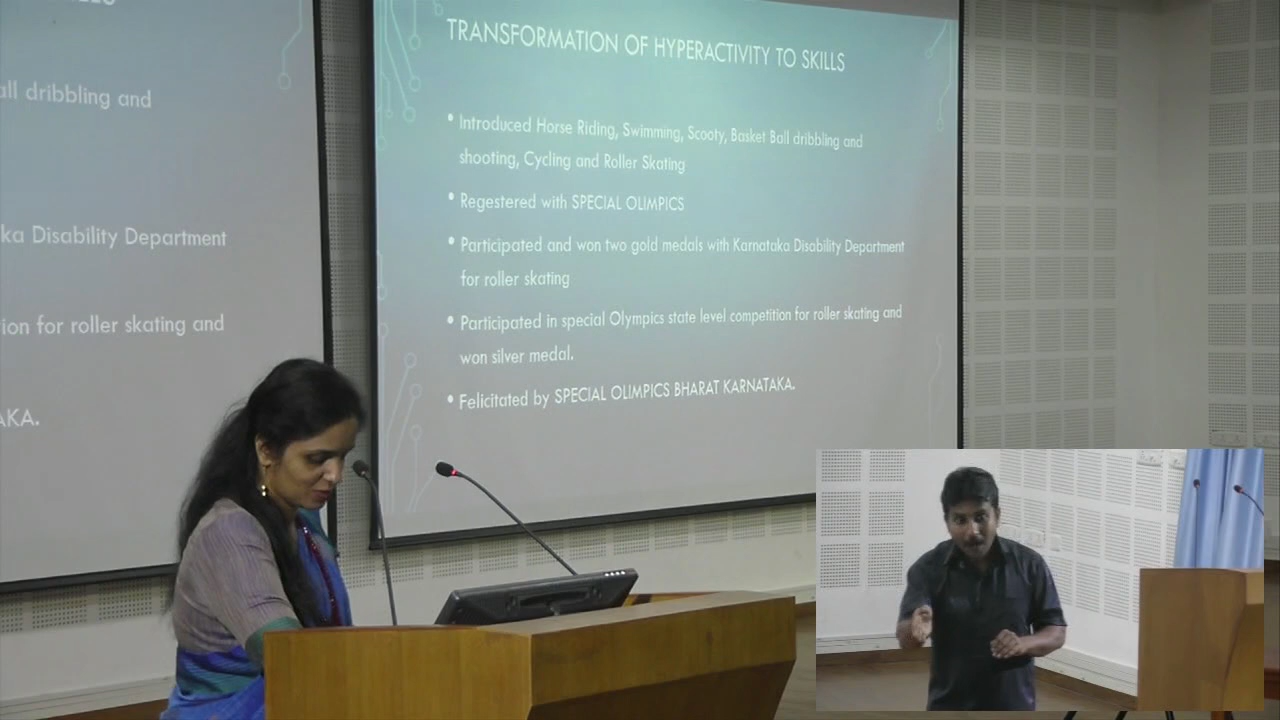 all dribbling and
ka Disability Department
ion for roller skating and
AKA.
TRANSFORMATION OF HYPERACTIVITY TO SKILLS
• Introduced Horse Riding, Swimming, Scooty, Basket Ball dribbling and
shooting, Cycling and Roller Skating
• Regestered with SPECIAL OLIMPICS
• Participated and won two gold medals with Karnataka Disability Department
for roller skating
• Participated in special Olympics state level competition for roller skating and
won silver medal.
• Felicitated by SPECIAL OLIMPICS BHARAT KARNATAKA.